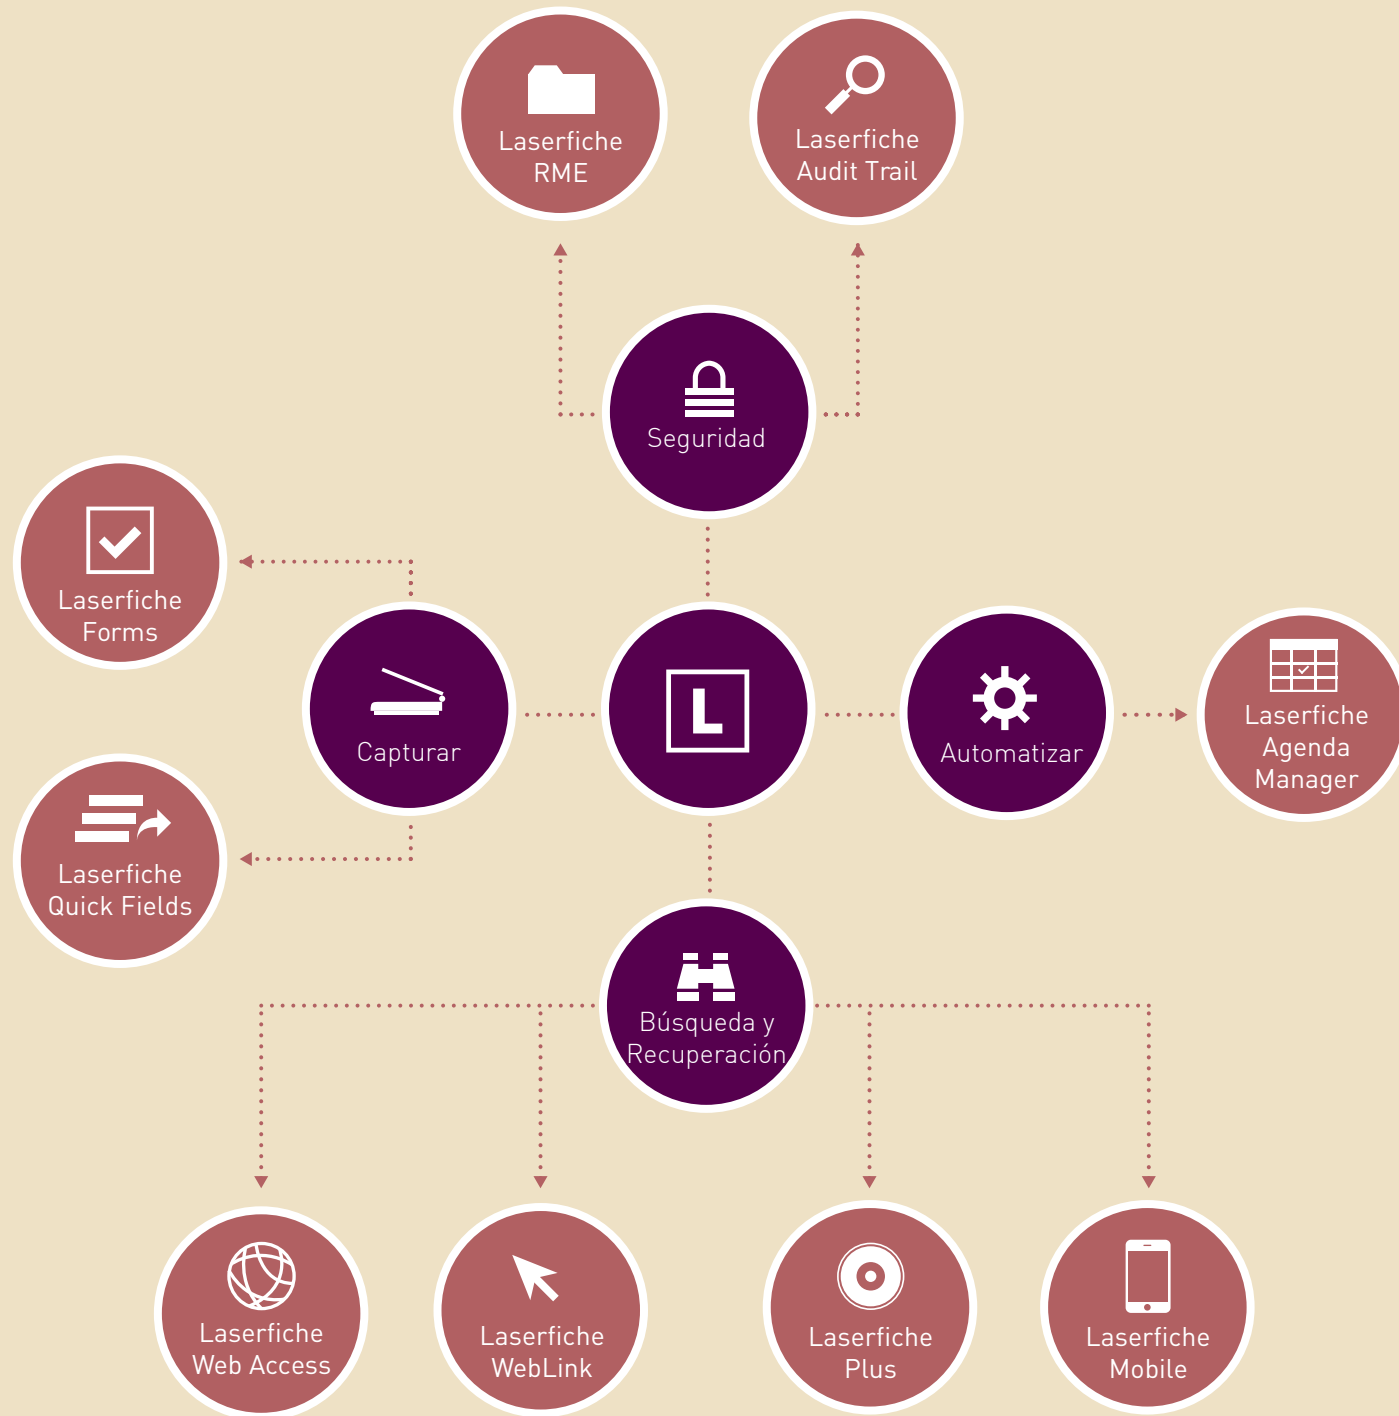 Laserfiche
RME
Laserfiche
Audit Trail
Seguridad
Laserfiche
Forms
Capturar
L
Automatizar
Laserfiche
Agenda
Manager
Laserfiche
Quick Fields
Búsqueda y
Recuperación
Laserfiche
Web Access
Laserfiche
WebLink
Laserfiche
Plus
Laserfiche
Mobile